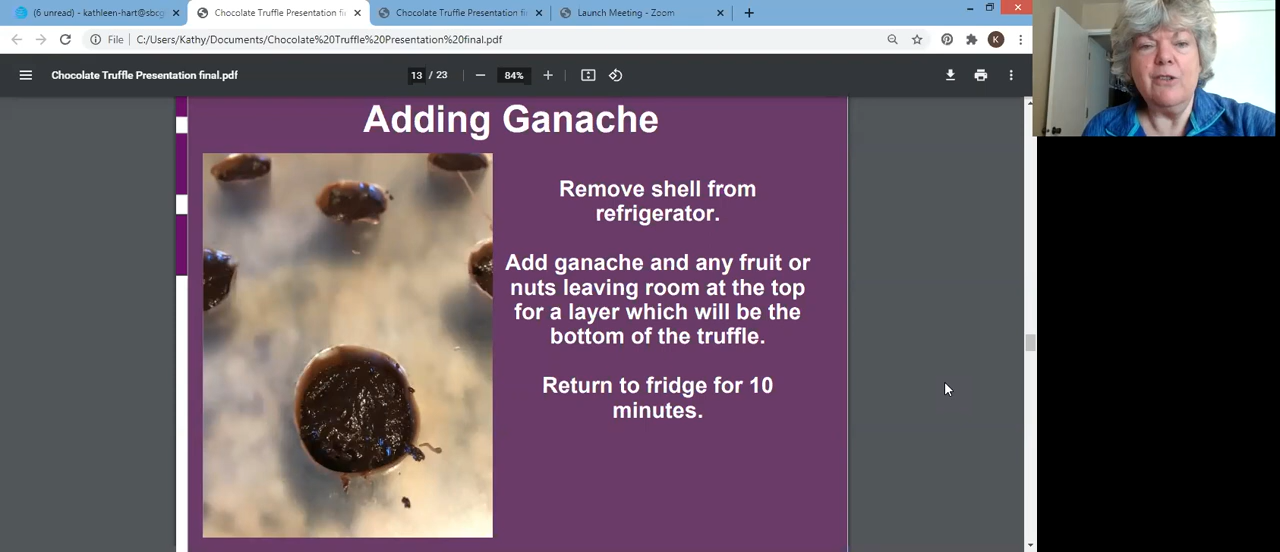 (6 unread) - kathleen-hart@sbcg
Chocolate Truffle Presentation fi
Chocolate Truffle Presentation fi
Launch Meeting - Zoom
File
C:/Users/Kathy/Documents/Chocolate%20Truffle%20Presentation%20final.pdf
K
Chocolate Truffle Presentation final.pdf
13 / 23
84%
Adding Ganache
Remove shell from
refrigerator.
Add ganache and any fruit or
nuts leaving room at the top
for a layer which will be the
bottom of the truffle.
Return to fridge for 10
minutes.